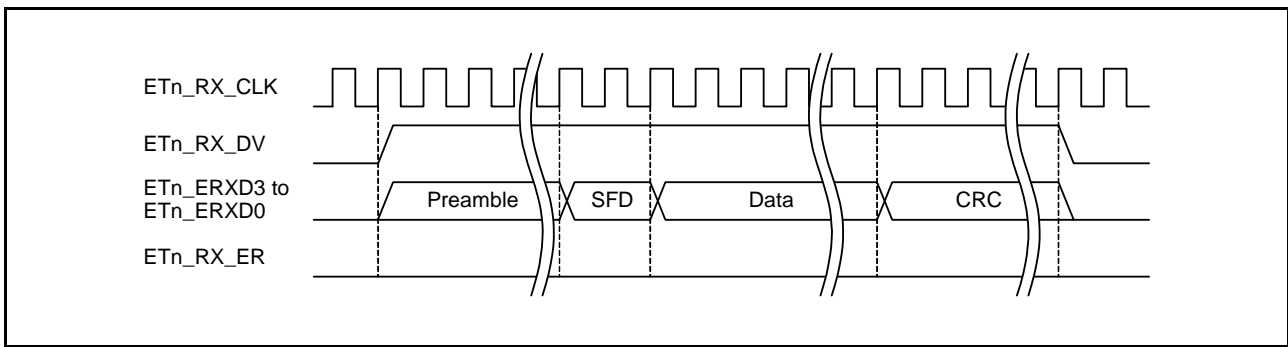 ETn_RX_CLK
ETn_RX_DV
ETn_ERXD3 to
ETn_ERXD0
Preamble SFD Data CRC
ETn_RX_ER